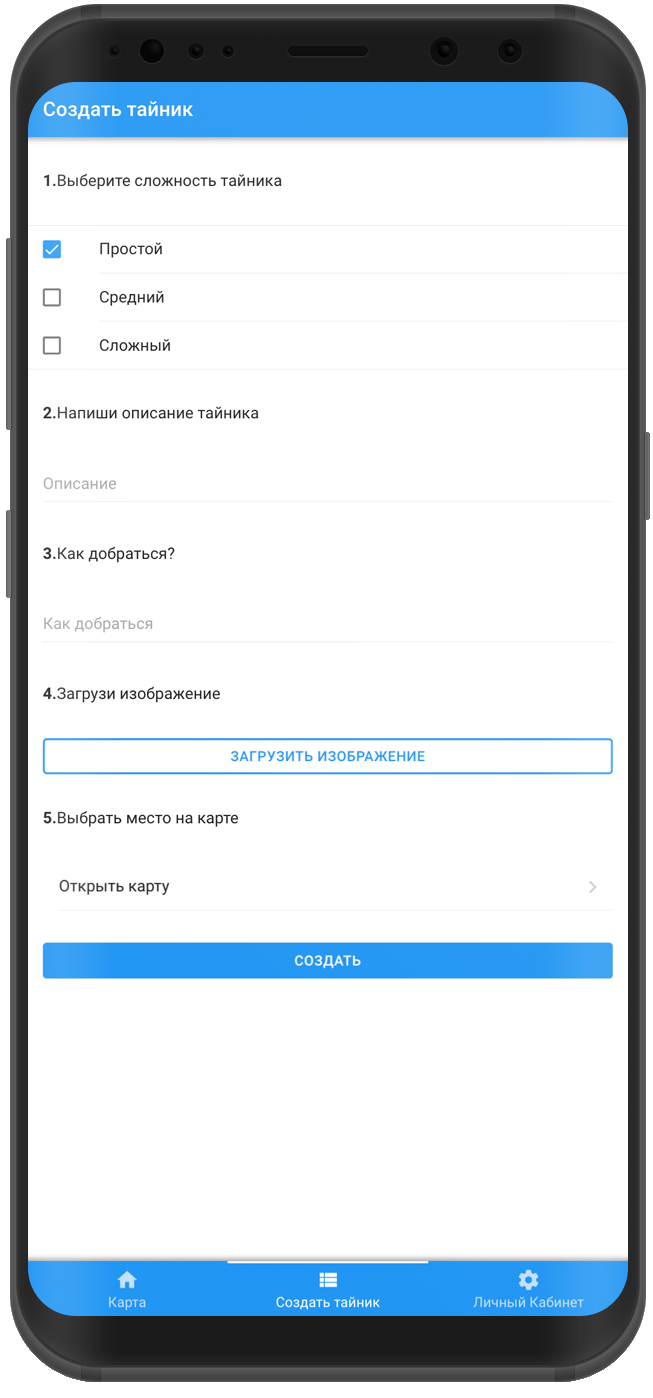 Создать тайник
1.Выберите сложность тайника
Простой
Средний
Сложный
2.Напиши описание тайника
Описание
3.Как добраться?
Как добраться
4.Загрузи изображение
ЗАГРУЗИТЬ ИЗОБРАЖЕНИЕ
5.Выбрать место на карте
Открыть карту
СОЗДАТЬ
Карта
Создать тайник
Личный Кабинет